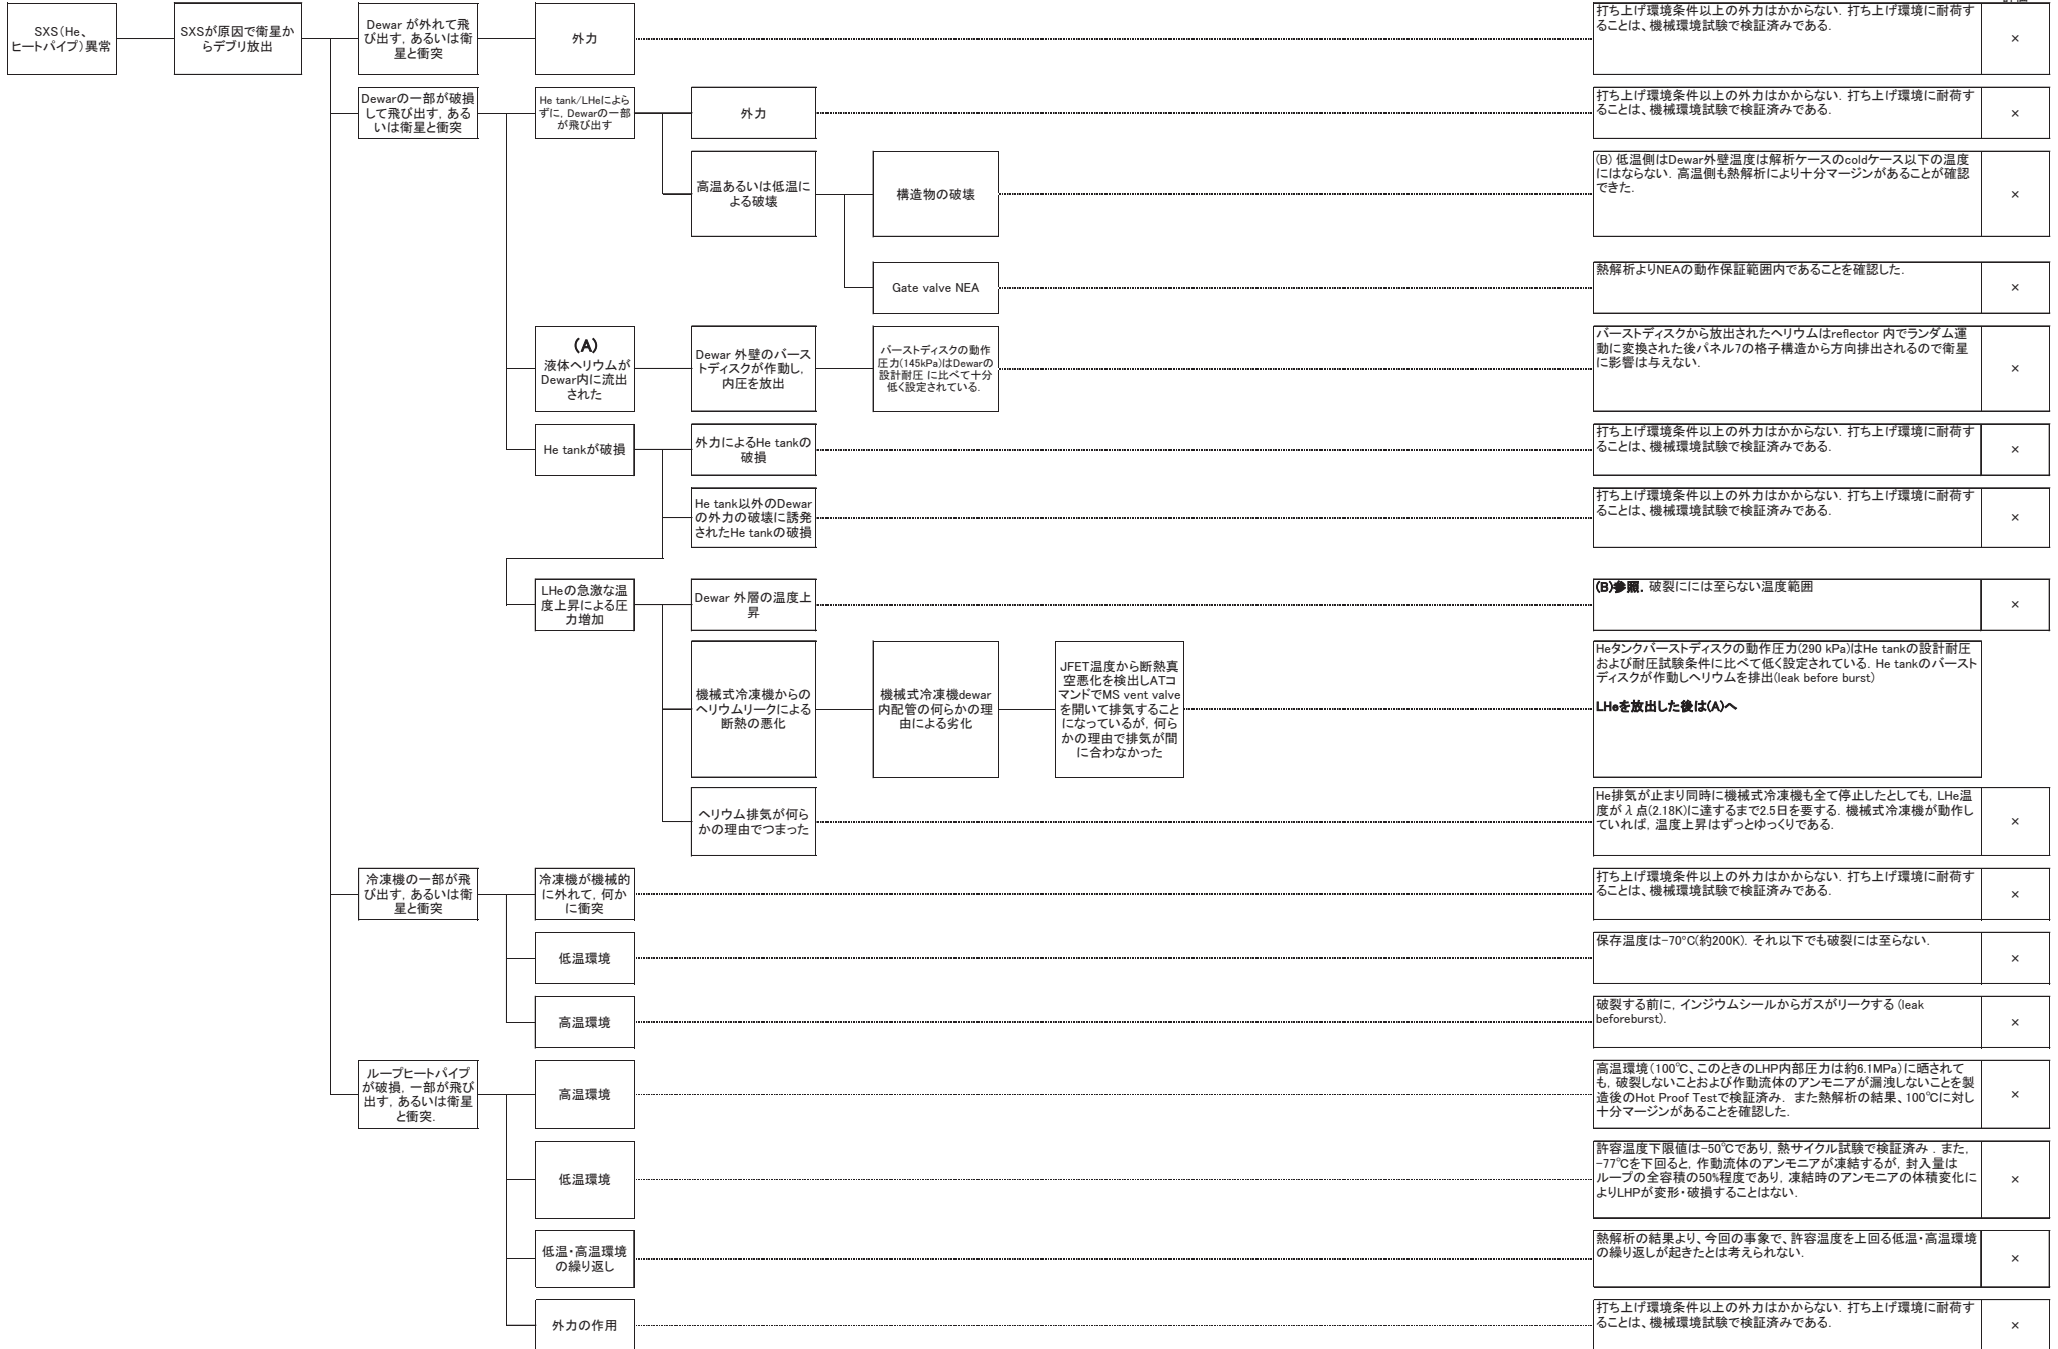 SXS(He、
ヒートパイプ)異常
SXSが原因で衛星か
らデブリ放出
Dewar が外れて飛
び出す, あるいは衛
星と衝突
外力
打ち上げ環境条件以上の外力はかからない. 打ち上げ環境に耐荷す
ることは、機械環境試験で検証済みである.
×
Dewarの一部が破損
して飛び出す, ある
いは衛星と衝突
He tank/LHeによら
ずに, Dewarの一部
が飛び出す
外力
打ち上げ環境条件以上の外力はかからない. 打ち上げ環境に耐荷す
ることは、機械環境試験で検証済みである.
×
高温あるいは低温に
よる破壊
構造物の破壊
(B) 低温側はDewar外壁温度は解析ケースのcoldケース以下の温度
にはならない. 高温側も熱解析により十分マージンがあることが確認
できた.
×
Gate valve NEA
熱解析よりNEAの動作保証範囲内であることを確認した.
×
(A)
液体ヘリウムが
Dewar内に流出
された
Dewar 外壁のバース
トディスクが作動し,
内圧を放出
バーストディスクの動作
圧力(145kPa)はDewarの
設計耐圧 に比べて十分
低く設定されている.
バーストディスクから放出されたヘリウムはreflector 内でランダム運
動に変換された後パネル7の格子構造から方向排出されるので衛星
に影響は与えない.
×
He tankが破損
外力によるHe tankの
破損
打ち上げ環境条件以上の外力はかからない. 打ち上げ環境に耐荷す
ることは、機械環境試験で検証済みである.
×
He tank以外のDewar
の外力の破壊に誘発
されたHe tankの破損
打ち上げ環境条件以上の外力はかからない. 打ち上げ環境に耐荷す
ることは、機械環境試験で検証済みである.
×
LHeの急激な温
度上昇による圧
力増加
Dewar 外層の温度上
昇
(B)参照. 破裂にには至らない温度範囲
×
機械式冷凍機からの
ヘリウムリークによる
断熱の悪化
機械式冷凍機dewar
内配管の何らかの理
由による劣化
JFET温度から断熱真
空悪化を検出しATコ
マンドでMS vent valve
を開いて排気すること
になっているが, 何ら
かの理由で排気が間
に合わなかった
Heタンクバーストディスクの動作圧力(290 kPa)はHe tankの設計耐圧
および耐圧試験条件に比べて低く設定されている. He tankのバースト
ディスクが作動しヘリウムを排出(leak before burst)
LHeを放出した後は(A)へ
ヘリウム排気が何ら
かの理由でつまった
He排気が止まり同時に機械式冷凍機も全て停止したとしても, LHe温
度がλ点(2.18K)に達するまで2.5日を要する. 機械式冷凍機が動作し
ていれば, 温度上昇はずっとゆっくりである.
×
冷凍機の一部が飛
び出す, あるいは衛
星と衝突
冷凍機が機械的
に外れて, 何か
に衝突
打ち上げ環境条件以上の外力はかからない. 打ち上げ環境に耐荷す
ることは、機械環境試験で検証済みである.
×
低温環境
保存温度は-70°C(約200K). それ以下でも破裂には至らない.
×
高温環境
破裂する前に, インジウムシールからガスがリークする (leak
beforeburst).
×
ループヒートパイプ
が破損, 一部が飛び
出す, あるいは衛星
と衝突.
高温環境
高温環境(100℃、このときのLHP内部圧力は約6.1MPa)に晒されて
も, 破裂しないことおよび作動流体のアンモニアが漏洩しないことを製
造後のHot Proof Testで検証済み. また熱解析の結果、100℃に対し
十分マージンがあることを確認した.
×
低温環境
許容温度下限値は-50℃であり, 熱サイクル試験で検証済み . また,
-77℃を下回ると, 作動流体のアンモニアが凍結するが, 封入量は
ループの全容積の50%程度であり, 凍結時のアンモニアの体積変化に
よりLHPが変形・破損することはない.
×
低温・高温環境
の繰り返し
熱解析の結果より、今回の事象で、許容温度を上回る低温・高温環境
の繰り返しが起きたとは考えられない.
×
外力の作用
打ち上げ環境条件以上の外力はかからない. 打ち上げ環境に耐荷す
ることは、機械環境試験で検証済みである.
×